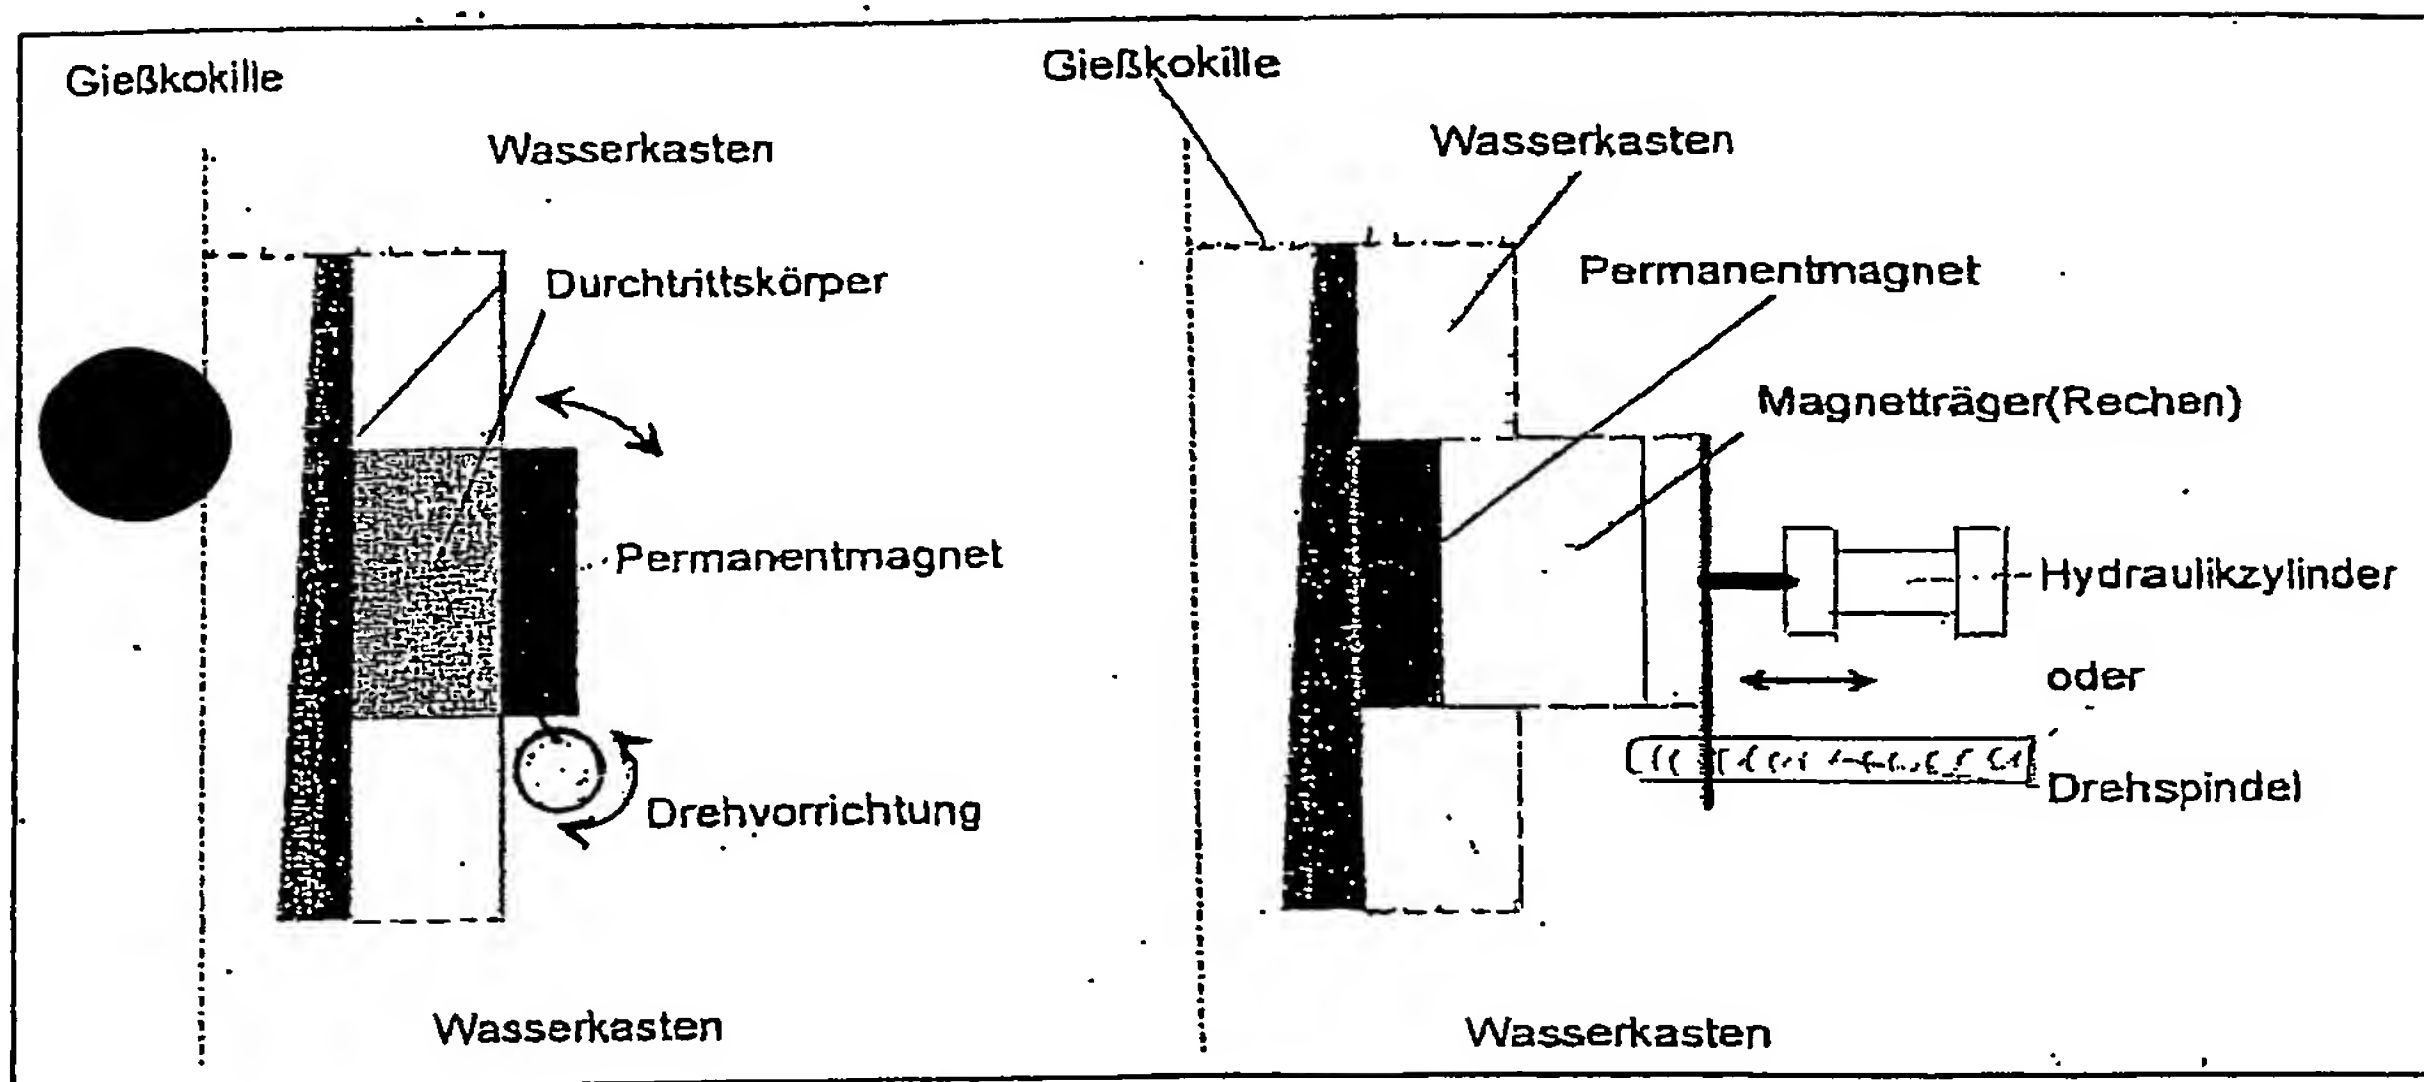 Gießkokille
Wasserkasten
Durchtrittskörper
Permanentmagnet
Drehvorrichtung
Wasserkasten
Gießkokille
Wasserkasten
Permanentmagnet
Magnetträger(Rechen)
Hydraulikzylinder
oder
Drehspindel
Wasserkasten